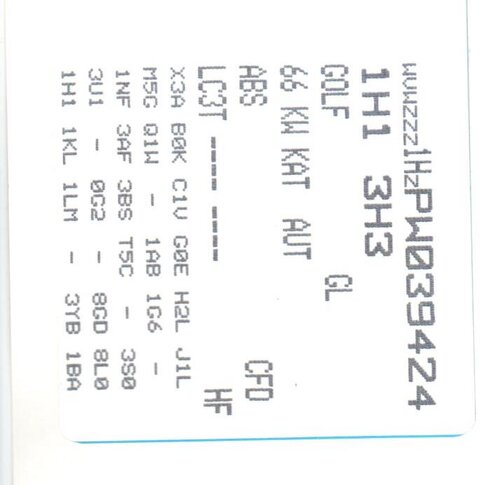 WVWZZZ1HZPW039424
1H1 3H3
GOLF GL
66 KW KAT AUT
ABS CFD
LC3T ---- ---- HF
X3A B0K C1V G0E H2L J1L
M5G Q1W - 1AB 1G6 -
1NF 3AF 3BS T5C - 3S0
3U1 - 0G2 - 8GD 8L0
1H1 1KL 1LM - 3YB 1BA